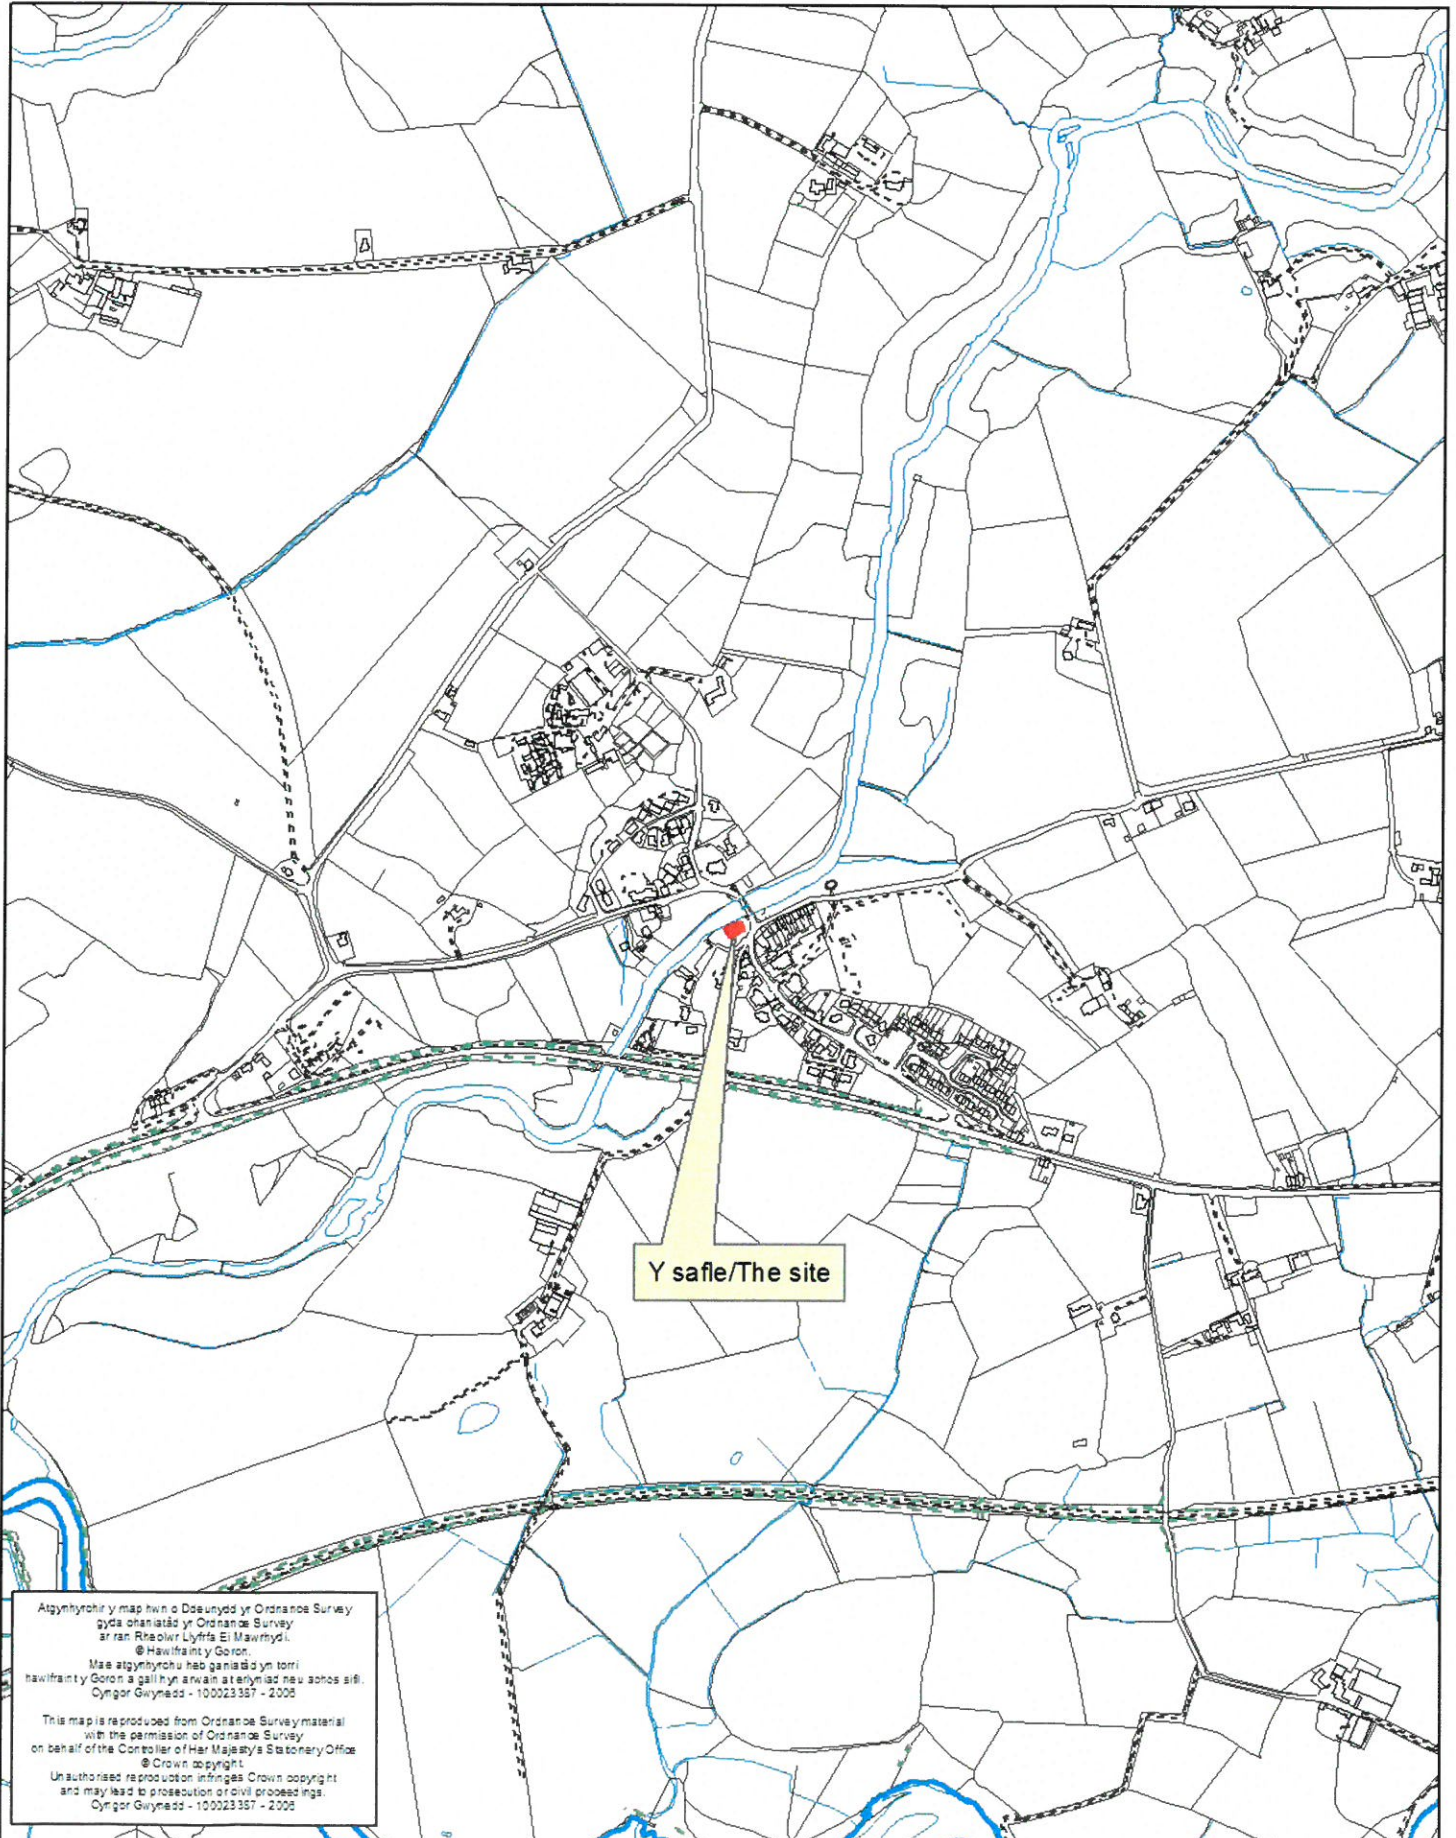 Y safle/The site
Atgynhyrchir y map hwn o Ddeunydd yr Ordnance Survey
gyda chaniatâd yr Ordnance Survey
ar ran Rheolwr Llyfrfa Ei Mawrhydi.
© Hawlfraint y Goron.
Mae atgynhyrchu heb ganiatâd yn torri
hawlfraint y Goron a gall hyn arwain at erlyniad neu achos sifil.
Cyngor Gwynedd - 100023387 - 2006
This map is reproduced from Ordnance Survey material
with the permission of Ordnance Survey
on behalf of the Controller of Her Majesty's Stationery Office
© Crown copyright.
Unauthorised reproduction infringes Crown copyright
and may lead to prosecution or civil proceedings.
Cyngor Gwynedd - 100023387 - 2006